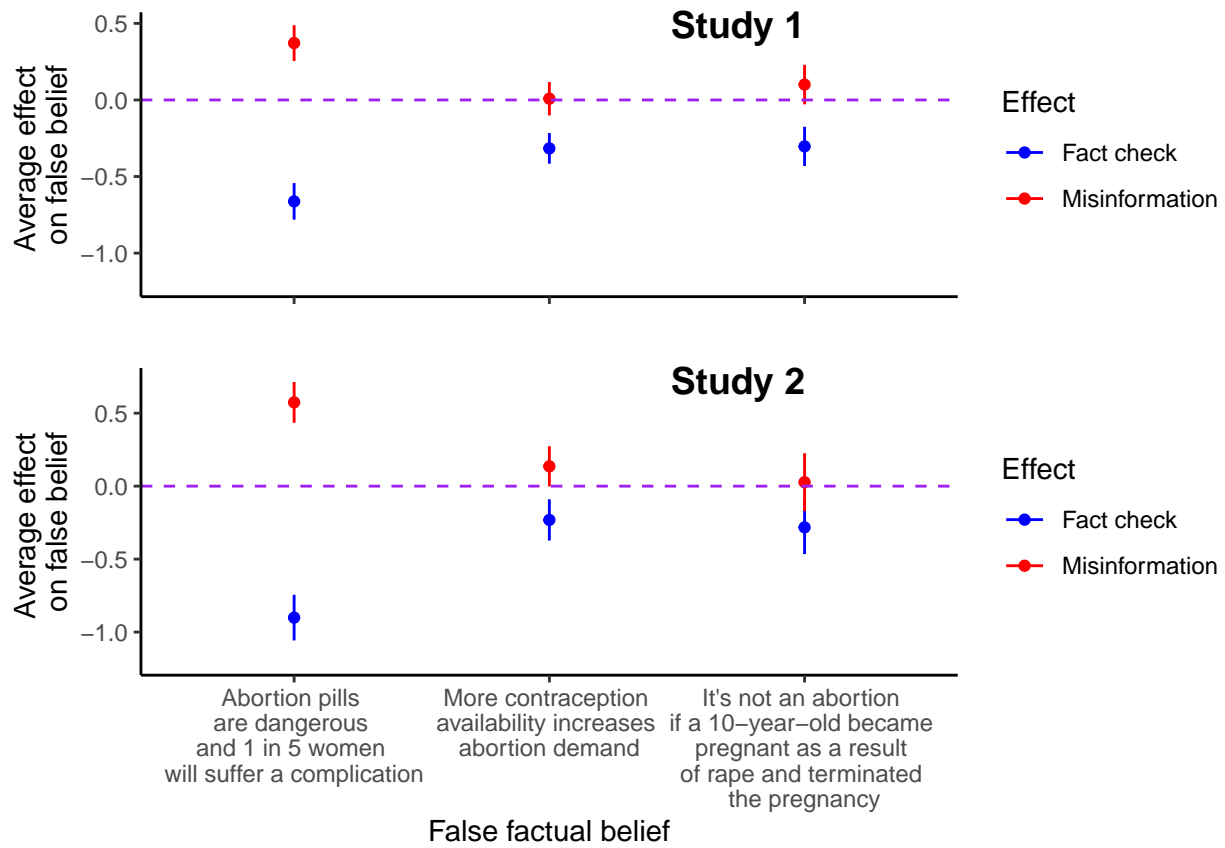 Study 1
Average effect
on false belief
0.5
0.0
−0.5
−1.0
Effect
Fact check
Misinformation
Study 2
Average effect
on false belief
0.5
0.0
−0.5
−1.0
Effect
Fact check
Misinformation
Abortion pills
are dangerous
and 1 in 5 women
will suffer a complication
More contraception
availability increases
abortion demand
It's not an abortion
if a 10−year−old became
pregnant as a result
of rape and terminated
the pregnancy
False factual belief